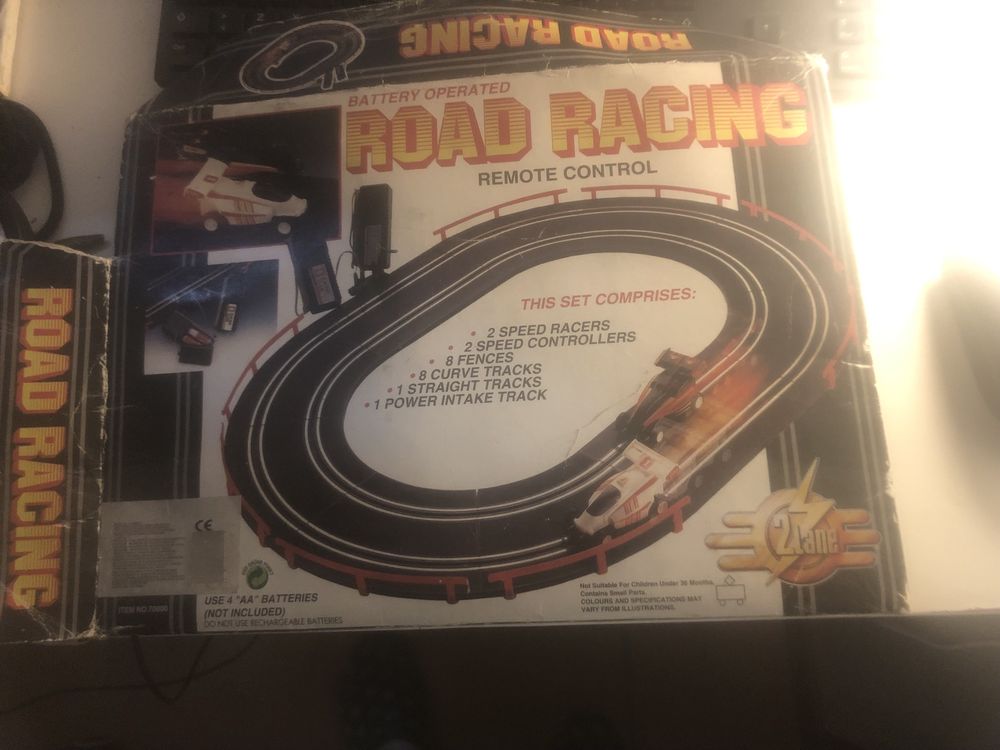 ROAD RACING
BATTERY OPERATED
ROAD RACING
REMOTE CONTROL
THIS SET COMPRISES:
• 2 SPEED RACERS
• 2 SPEED CONTROLLERS
• 8 FENCES
• 8 CURVE TRACKS
• 1 STRAIGHT TRACKS
• 1 POWER INTAKE TRACK
ROAD RACING
2 Lane
CE
USE 4 "AA" BATTERIES
(NOT INCLUDED)
DO NOT USE RECHARGEABLE BATTERIES
Not Suitable For Children Under 36 Months,
Contains Small Parts.
COLOURS AND SPECIFICATIONS MAY
VARY FROM ILLUSTRATIONS.